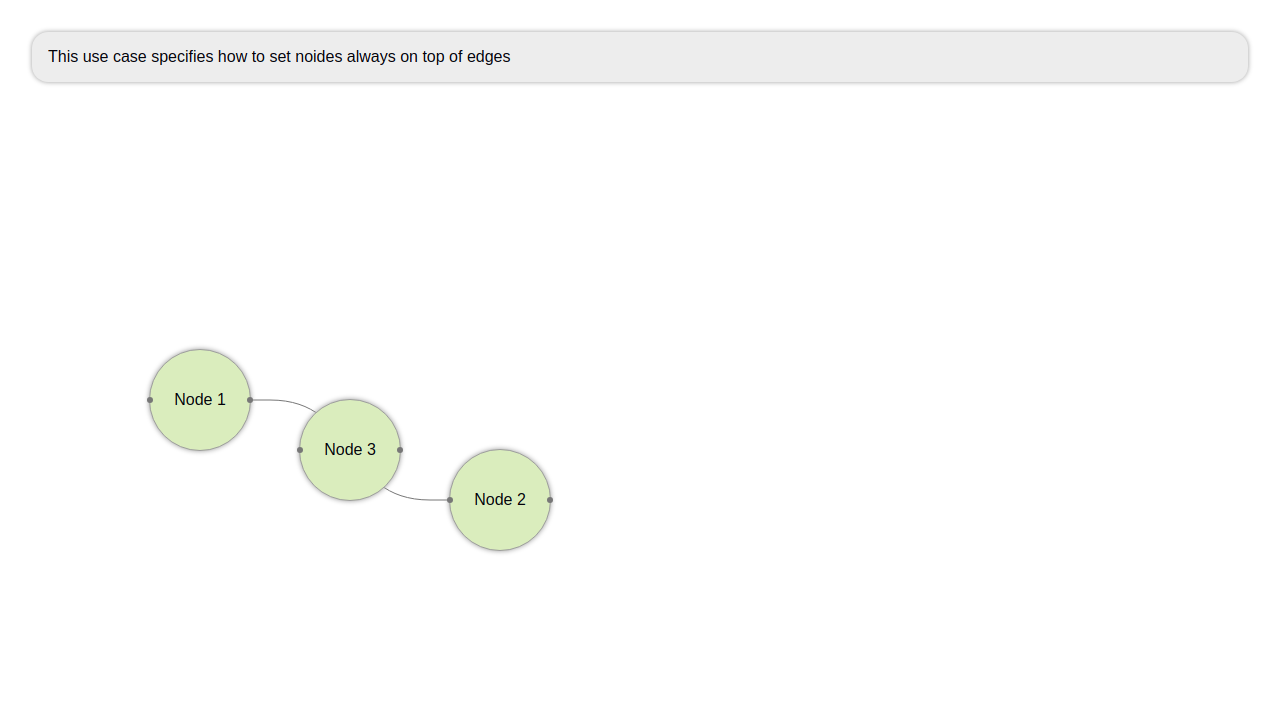 This use case specifies how to set noides always on top of edges
Node 1
Node 3
Node 2